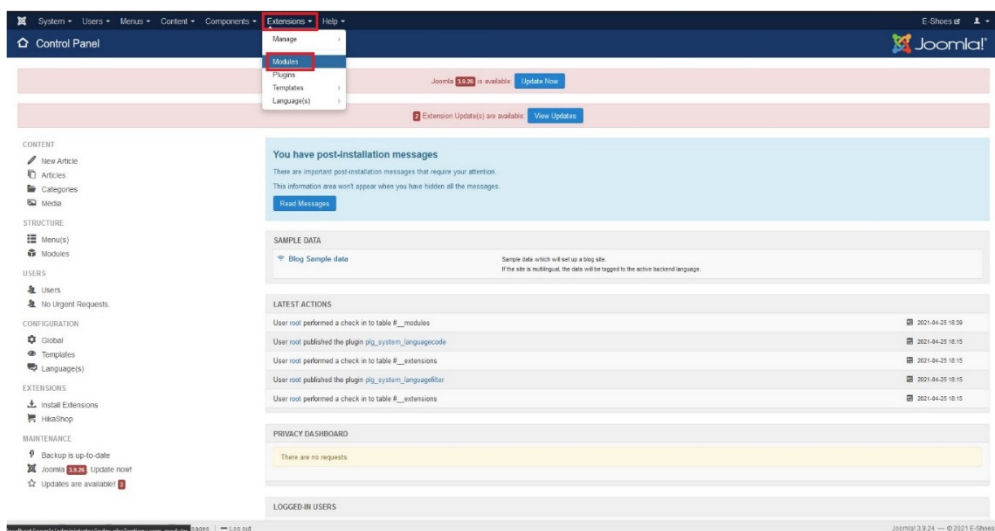 System Users Menus Content Components Extensions Help E-Shoes
Control Panel Joomla!
Manage
Modules
Plugins
Templates
Language(s)
Joomla 3.9.26 is available: Update Now
2 Extension Update(s) are available: View Updates
CONTENT
New Article
Articles
Categories
Media
STRUCTURE
Menu(s)
Modules
USERS
Users
No Urgent Requests.
CONFIGURATION
Global
Templates
Language(s)
EXTENSIONS
Install Extensions
HikaShop
MAINTENANCE
Backup is up-to-date
Joomla 3.9.26, Update now!
Updates are available! 2
You have post-installation messages
There are important post-installation messages that require your attention.
This information area won't appear when you have hidden all the messages.
Read Messages
SAMPLE DATA
Blog Sample data
Sample data which will set up a blog site.
If the site is multilingual, the data will be tagged to the active backend language.
LATEST ACTIONS
User root performed a check in to table #__modules 2021-04-25 18:39
User root published the plugin plg_system_languagecode 2021-04-25 18:15
User root performed a check in to table #__extensions 2021-04-25 18:15
User root published the plugin plg_system_languagefilter 2021-04-25 18:15
User root performed a check in to table #__extensions 2021-04-25 18:15
PRIVACY DASHBOARD
There are no requests.
LOGGED-IN USERS
Log out Joomla! 3.9.24 — © 2021 E-Shoes